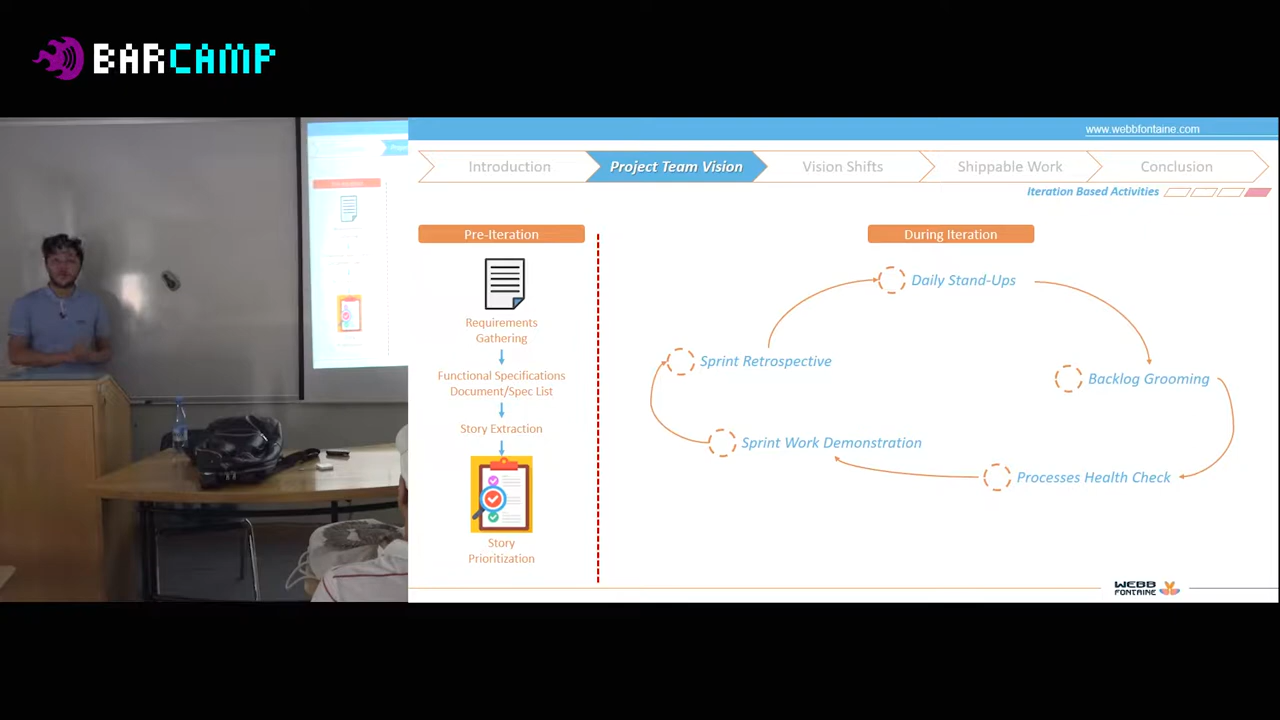 BARCAMP
www.webbfontaine.com
Introduction
Project Team Vision
Vision Shifts
Shippable Work
Conclusion
Iteration Based Activities
Pre-Iteration
During Iteration
Requirements
Gathering
Functional Specifications
Document/Spec List
Story Extraction
Story
Prioritization
Daily Stand-Ups
Backlog Grooming
Processes Health Check
Sprint Work Demonstration
Sprint Retrospective
WEBB
FONTAINE